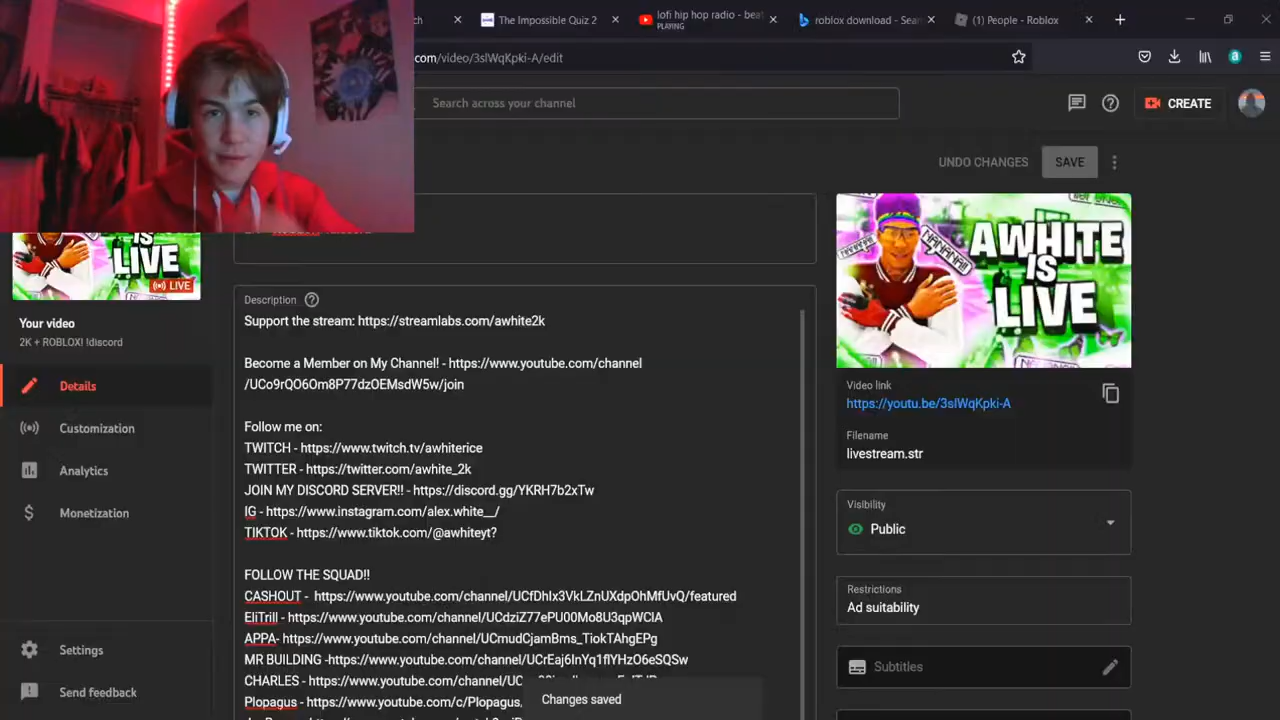 The Impossible Quiz 2
lofi hip hop radio - beat
PLAYING
roblox download - Sear
(1) People - Roblox
com/video/3slWqKpki-A/edit
Search across your channel
CREATE
UNDO CHANGES
SAVE
AWHITE
IS
LIVE
IS
LIVE
LIVE
Your video
2K + ROBLOX! !discord
Details
Customization
Analytics
Monetization
Settings
Send feedback
Description
Support the stream: https://streamlabs.com/awhite2k
Become a Member on My Channel! - https://www.youtube.com/channel
/UCo9rQO6Om8P77dzOEMsdW5w/join
Follow me on:
TWITCH - https://www.twitch.tv/awhiterice
TWITTER - https://twitter.com/awhite_2k
JOIN MY DISCORD SERVER!! - https://discord.gg/YKRH7b2xTw
IG - https://www.instagram.com/alex.white__/
TIKTOK - https://www.tiktok.com/@awhiteyt?
FOLLOW THE SQUAD!!
CASHOUT - https://www.youtube.com/channel/UCfDhIx3VkLZnUXdpOhMfUvQ/featured
EliTrill - https://www.youtube.com/channel/UCdziZ77ePU00Mo8U3qpWClA
APPA- https://www.youtube.com/channel/UCmudCjamBms_TiokTAhgEPg
MR BUILDING -https://www.youtube.com/channel/UCrEaj6InYq1flYHzO6eSQSw
CHARLES - https://www.youtube.com/channel
Plopagus - https://www.youtube.com/c/Plopagus
Changes saved
Video link
https://youtu.be/3slWqKpki-A
Filename
livestream.str
Visibility
Public
Restrictions
Ad suitability
Subtitles